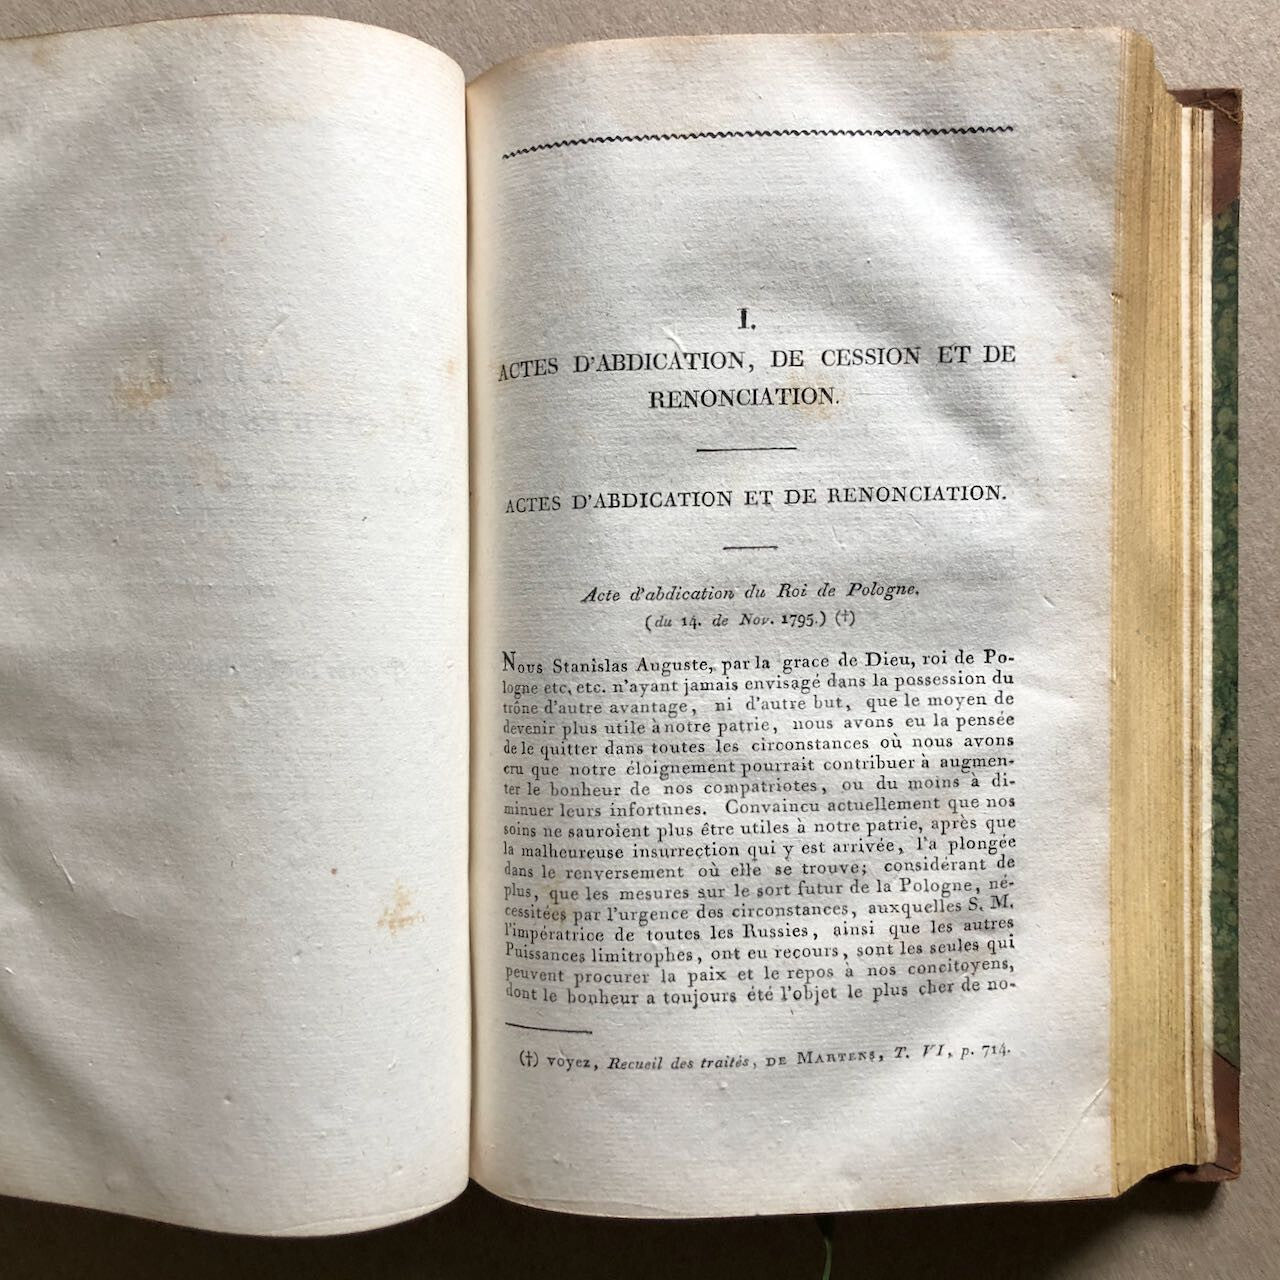 I.
ACTES D'ABDICATION, DE CESSION ET DE
RENONCIATION.
ACTES D'ABDICATION ET DE RENONCIATION.
Acte d'abdication du Roi de Pologne.
(du 14. de Nov. 1795.) (†)
Nous Stanislas Auguste, par la grace de Dieu, roi de Po-
logne etc. etc. n'ayant jamais envisagé dans la possession du
trône d'autre avantage, ni d'autre but, que le moyen de
devenir plus utile à notre patrie, nous avons eu la pensée
de le quitter dans toutes les circonstances où nous avons
cru que notre éloignement pourrait contribuer à augmen-
ter le bonheur de nos compatriotes, ou du moins à di-
minuer leurs infortunes. Convaincu actuellement que nos
soins ne sauroient plus être utiles à notre patrie, après que
la malheureuse insurrection qui y est arrivée, l'a plongée
dans le renversement où elle se trouve; considérant de
plus, que les mesures sur le sort futur de la Pologne, né-
cessitées par l'urgence des circonstances, auxquelles S. M.
l'impératrice de toutes les Russies, ainsi que les autres
Puissances limitrophes, ont eu recours, sont les seules qui
peuvent procurer la paix et le repos à nos concitoyens,
dont le bonheur a toujours été l'objet le plus cher de no-
(†) voyez, Recueil des traités, DE MARTENS, T. VI, p. 714.